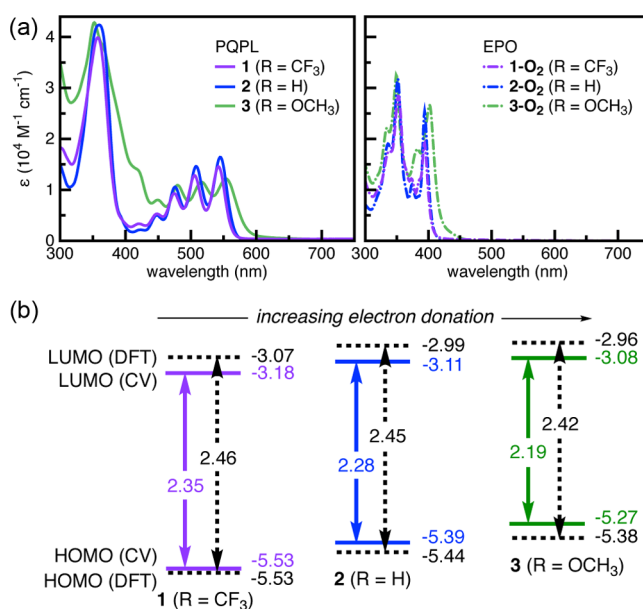 (a)
PQPL
1 (R = CF₃)
2 (R = H)
3 (R = OCH₃)
EPO
1-O₂ (R = CF₃)
2-O₂ (R = H)
3-O₂ (R = OCH₃)
ε (10⁴ M⁻¹ cm⁻¹)
4
3
2
1
0
300 400 500 600 700
wavelength (nm)
300 400 500 600 700
wavelength (nm)
(b)
increasing electron donation
LUMO (DFT)
LUMO (CV)
-3.07
-3.18
2.46
2.35
HOMO (CV)
HOMO (DFT)
-5.53
-5.53
1 (R = CF₃)
-2.99
-3.11
2.45
2.28
-5.39
-5.44
2 (R = H)
-2.96
-3.08
2.42
2.19
-5.27
-5.38
3 (R = OCH₃)